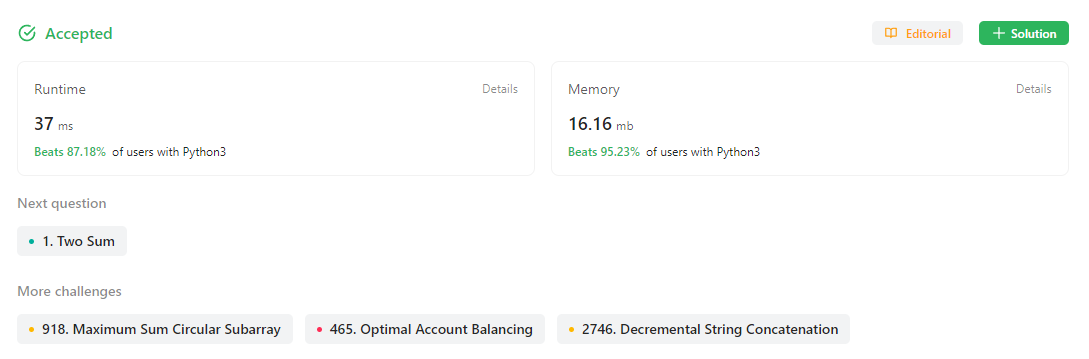 Accepted
Editorial
Solution
Runtime
Details
37 ms
Beats 87.18% of users with Python3
Memory
Details
16.16 mb
Beats 95.23% of users with Python3
Next question
1. Two Sum
More challenges
918. Maximum Sum Circular Subarray
465. Optimal Account Balancing
2746. Decremental String Concatenation